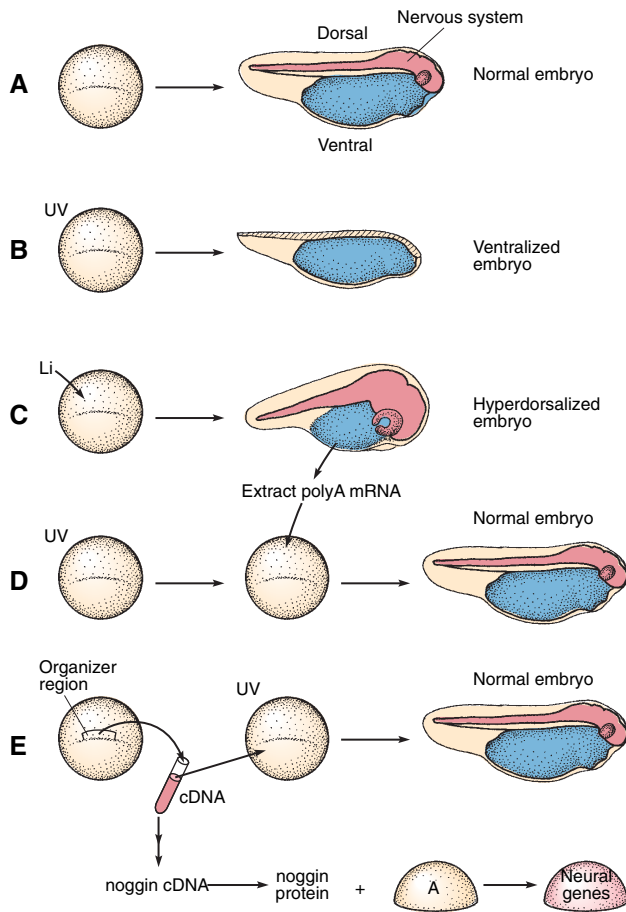 A
Dorsal
Nervous system
Normal embryo
Ventral
B
UV
Ventralized
embryo
C
Li
Hyperdorsalized
embryo
Extract polyA mRNA
D
UV
Normal embryo
E
Organizer
region
UV
Normal embryo
cDNA
noggin cDNA
noggin
protein
+
A
Neural
genes